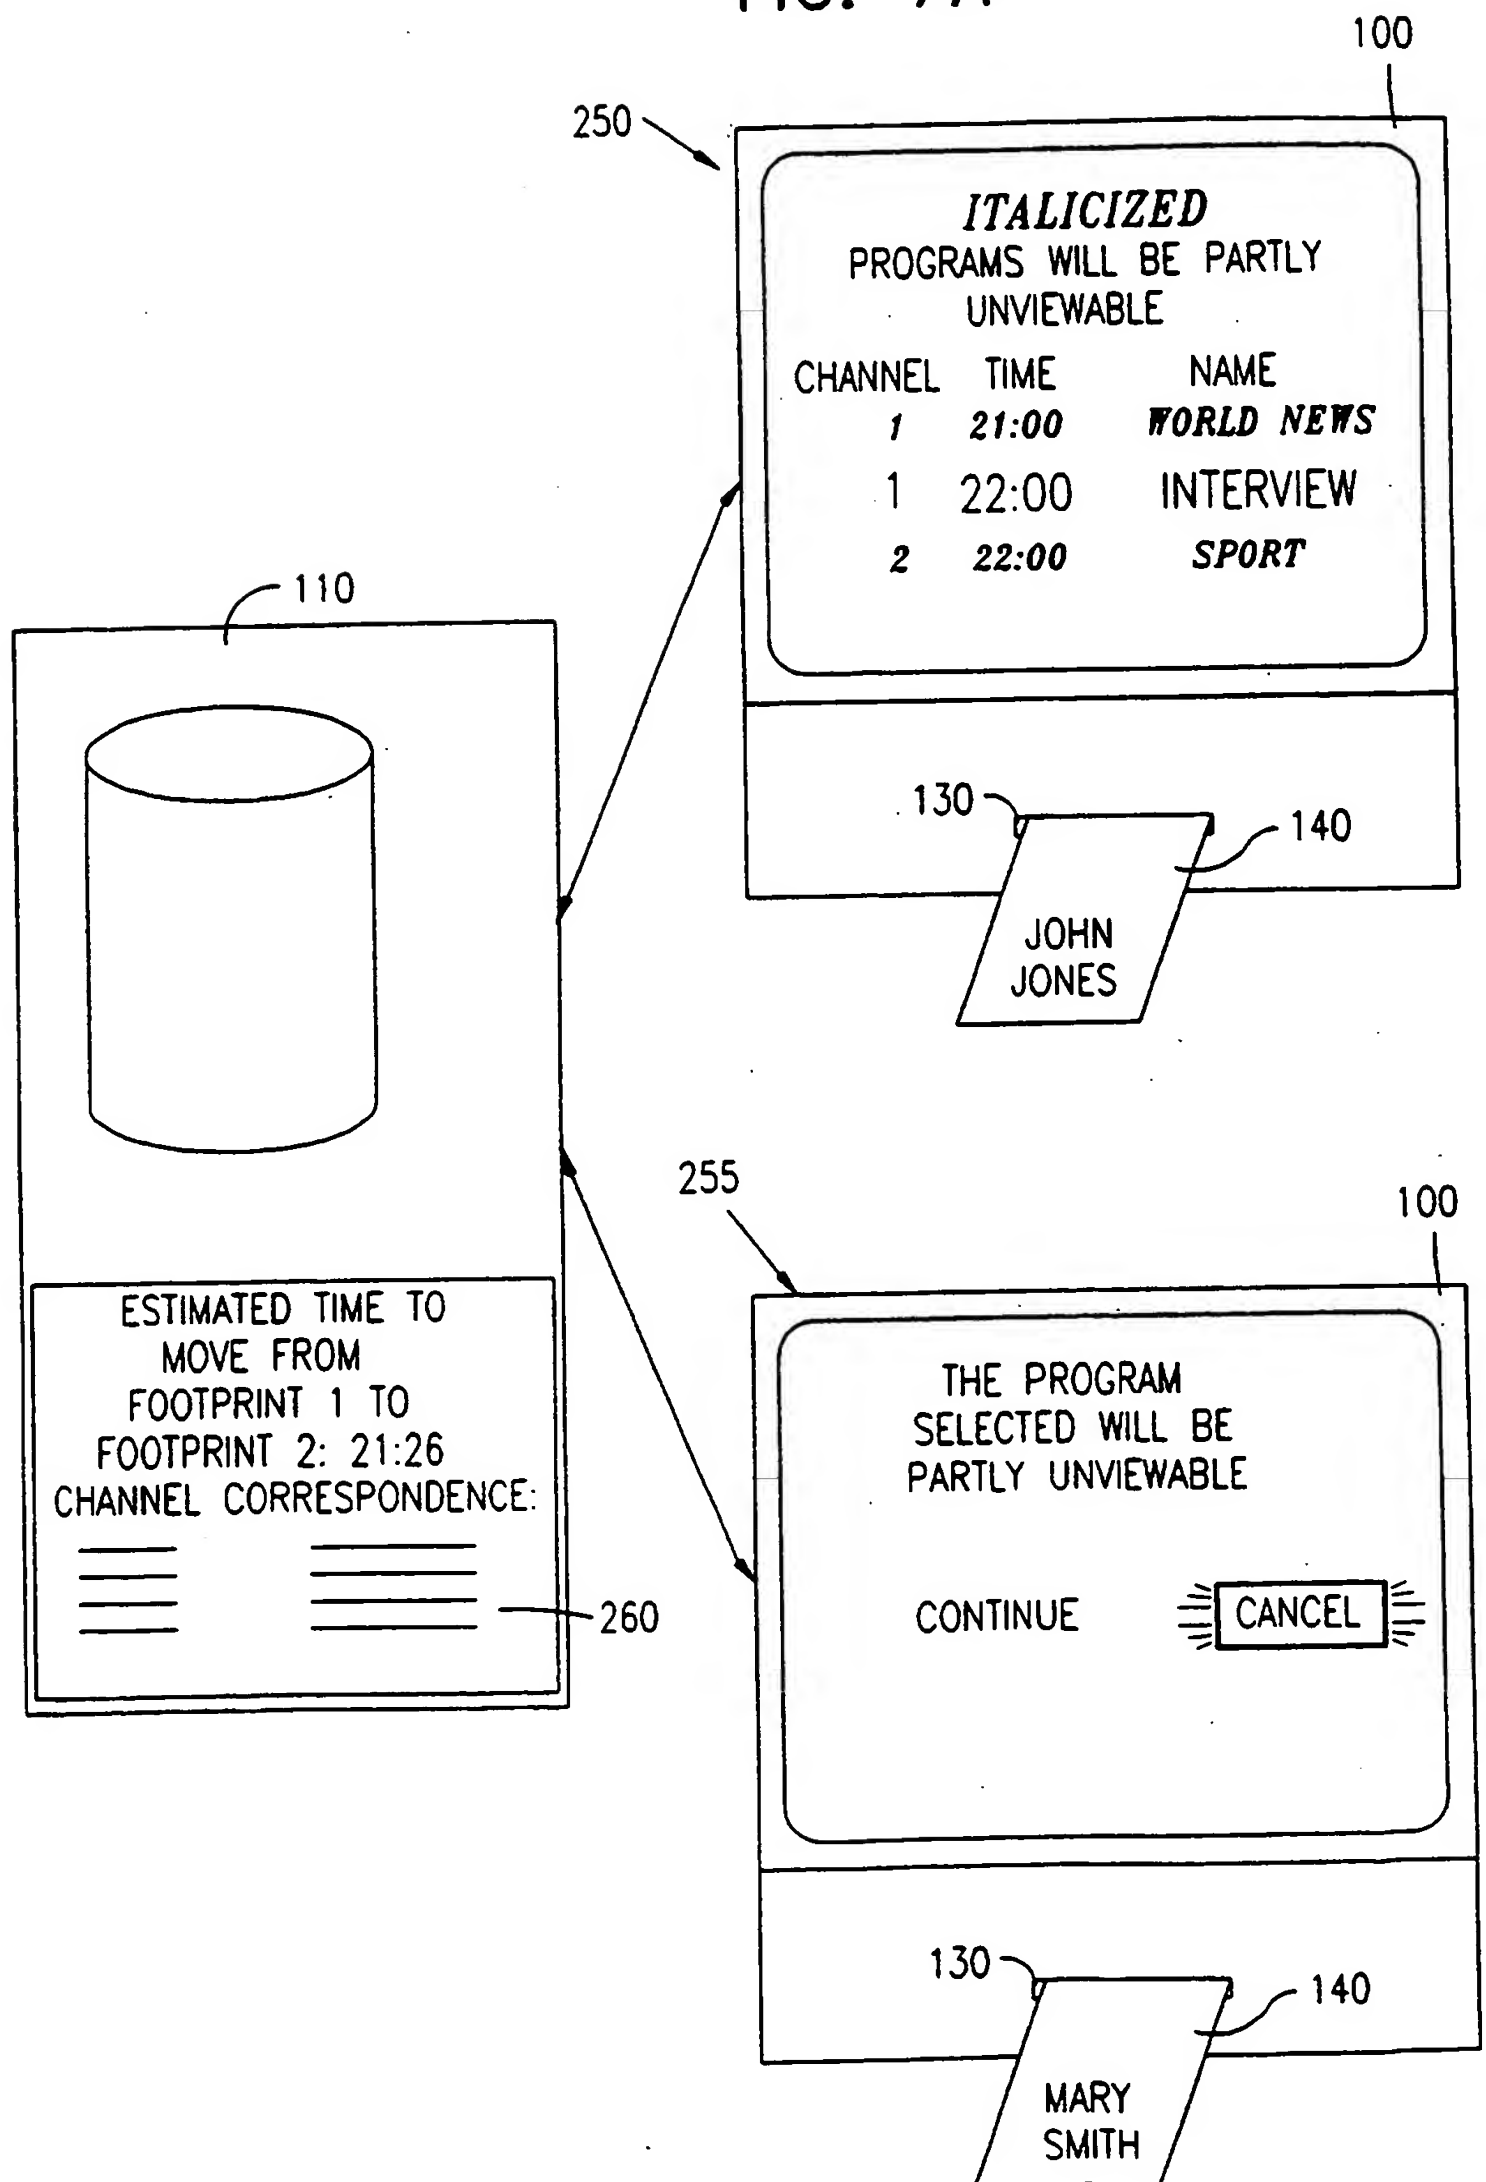 100
250
ITALICIZED
PROGRAMS WILL BE PARTLY
UNVIEWABLE
CHANNEL TIME NAME
1 21:00 WORLD NEWS
1 22:00 INTERVIEW
2 22:00 SPORT
110
130
140
JOHN
JONES
255
100
ESTIMATED TIME TO
MOVE FROM
FOOTPRINT 1 TO
FOOTPRINT 2: 21:26
CHANNEL CORRESPONDENCE:
260
THE PROGRAM
SELECTED WILL BE
PARTLY UNVIEWABLE
CONTINUE CANCEL
130
140
MARY
SMITH